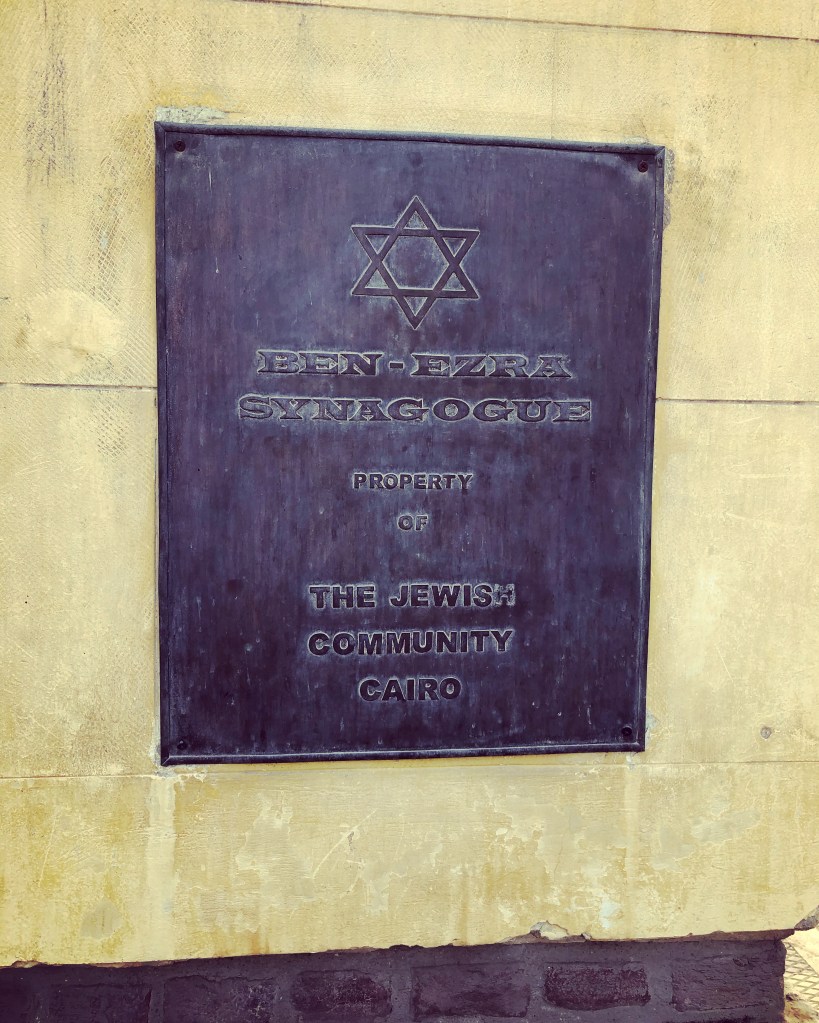 BEN-EZRA
SYNAGOGUE
PROPERTY
OF
THE JEWISH
COMMUNITY
CAIRO